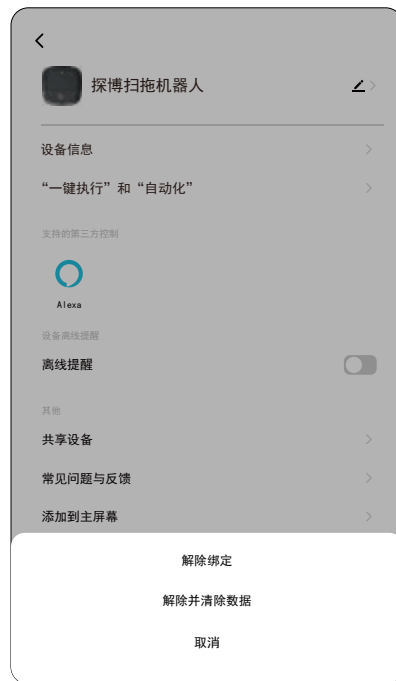 探博扫拖机器人
设备信息
“一键执行”和“自动化”
支持的第三方控制
Alexa
设备离线提醒
离线提醒
其他
共享设备
常见问题与反馈
添加到主屏幕
解除绑定
解除并清除数据
取消